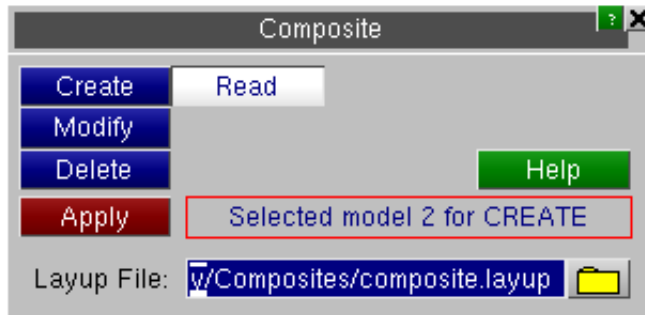 Composite ? X
Create Read
Modify
Delete Help
Apply Selected model 2 for CREATE
Layup File: v/Composites/composite.layup